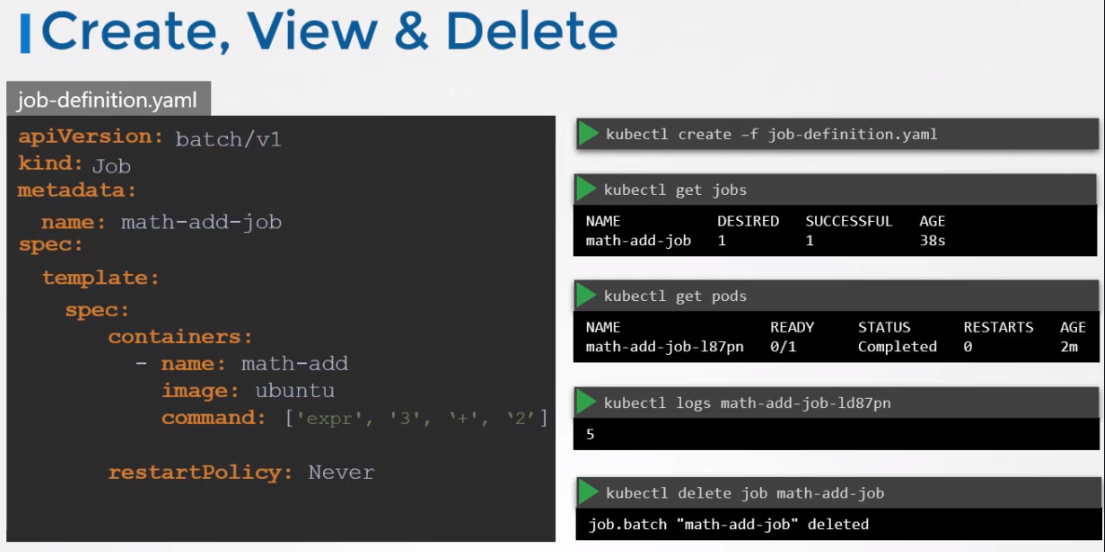 Create, View & Delete
job-definition.yaml
apiVersion: batch/v1
kind: Job
metadata:
name: math-add-job
spec:
template:
spec:
containers:
- name: math-add
image: ubuntu
command: ['expr', '3', ‘+', ‘2’]
restartPolicy: Never
kubectl create –f job-definition.yaml
kubectl get jobs
NAME DESIRED SUCCESSFUL AGE
math-add-job 1 1 38s
kubectl get pods
NAME READY STATUS RESTARTS AGE
math-add-job-l87pn 0/1 Completed 0 2m
kubectl logs math-add-job-ld87pn
5
kubectl delete job math-add-job
job.batch "math-add-job" deleted